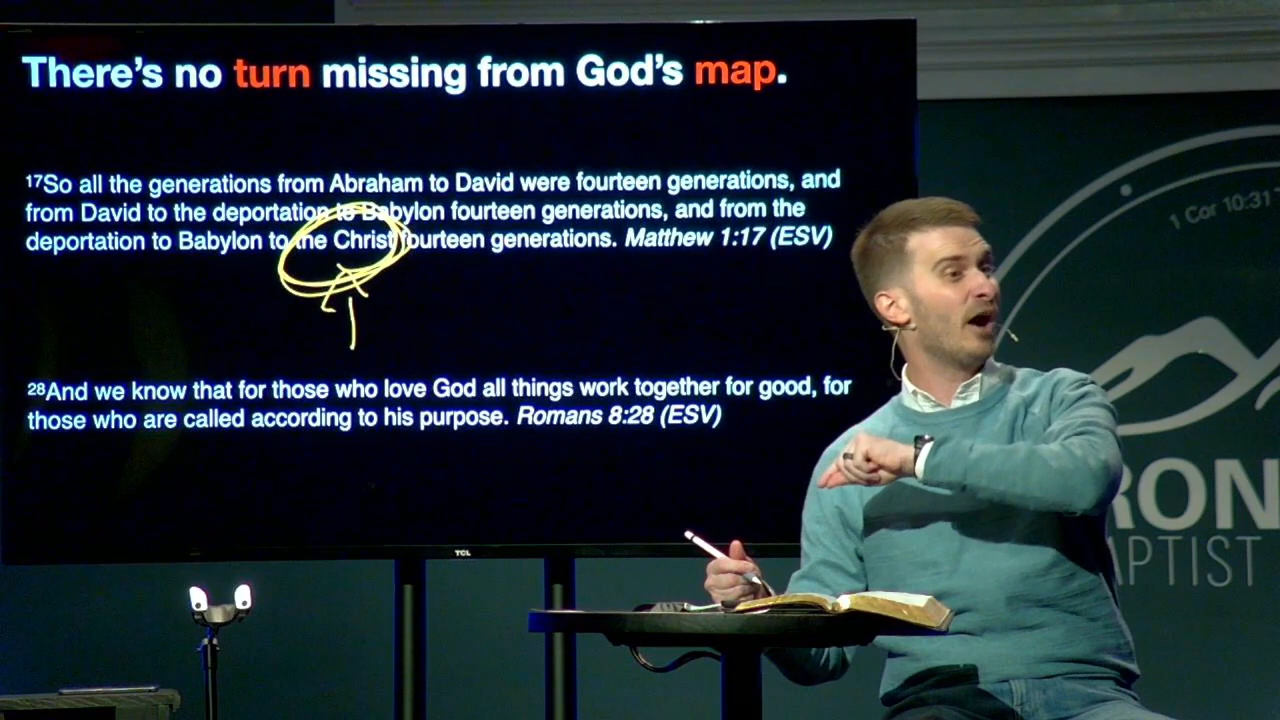 There's no turn missing from God's map.
17So all the generations from Abraham to David were fourteen generations, and
from David to the deportation to Babylon fourteen generations, and from the
deportation to Babylon to the Christ fourteen generations. Matthew 1:17 (ESV)
28And we know that for those who love God all things work together for good, for
those who are called according to his purpose. Romans 8:28 (ESV)
TCL
1 Cor 10:31